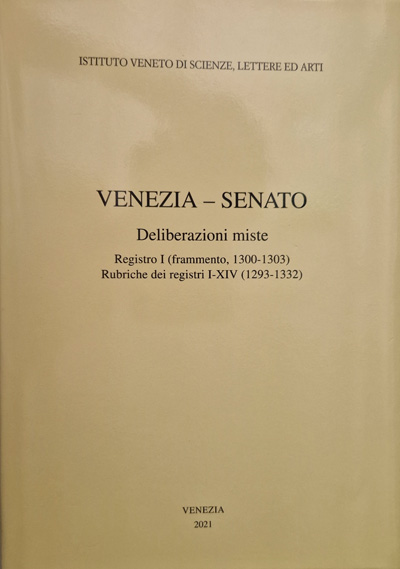 ISTITUTO VENETO DI SCIENZE, LETTERE ED ARTI
VENEZIA – SENATO
Deliberazioni miste
Registro I (frammento, 1300-1303)
Rubriche dei registri I-XIV (1293-1332)
VENEZIA
2021